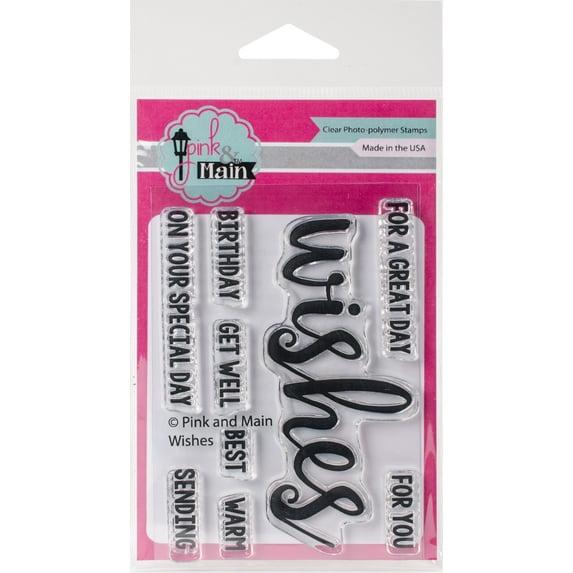 pink
&
Main
Clear Photo-polymer Stamps
Made in the USA
FOR A GREAT DAY
wishes
BIRTHDAY
ON YOUR SPECIAL DAY
GET WELL
BEST
© Pink and Main
Wishes
WARM
SENDING
FOR YOU